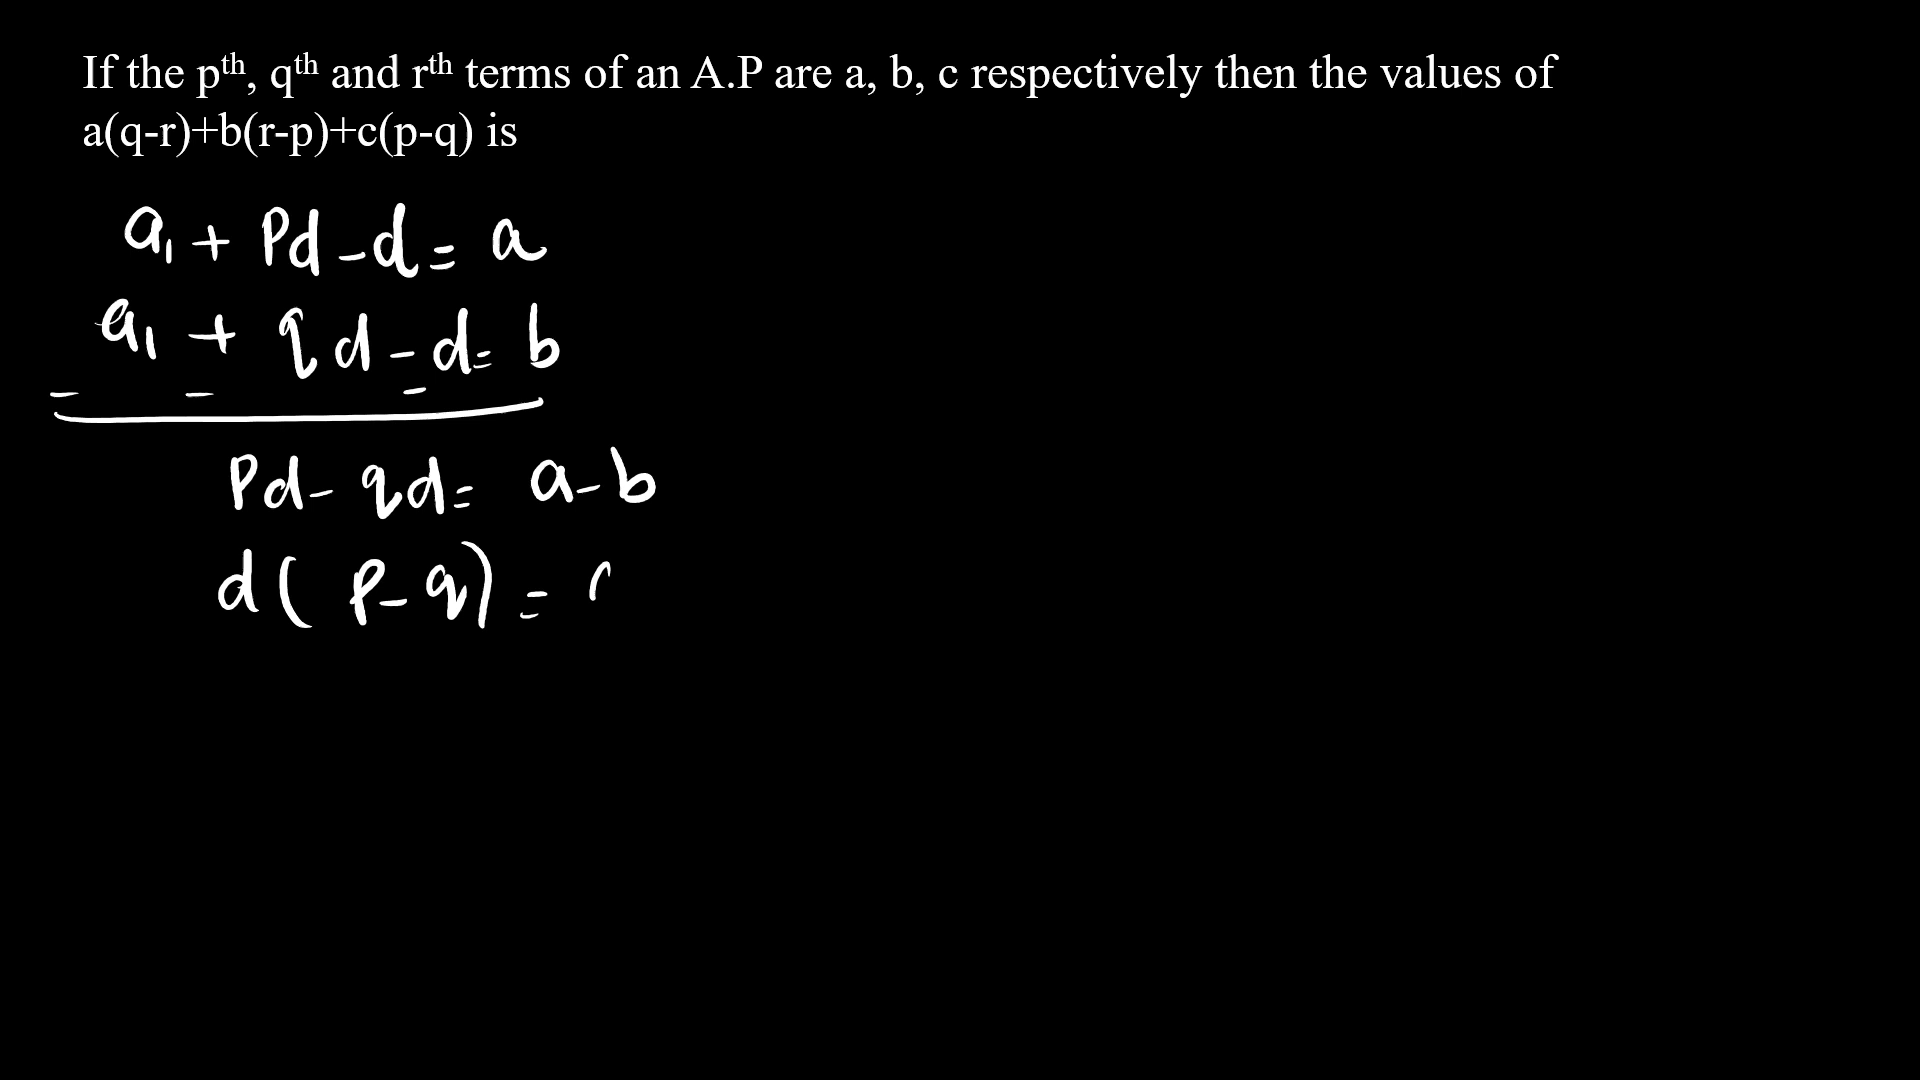 If the pᵗʰ, qᵗʰ and rᵗʰ terms of an A.P are a, b, c respectively then the values of
a(q-r)+b(r-p)+c(p-q) is
a₁ + Pd - d = a
a₁ + qd - d = b
- - -
Pd - qd = a - b
d(P-q) =